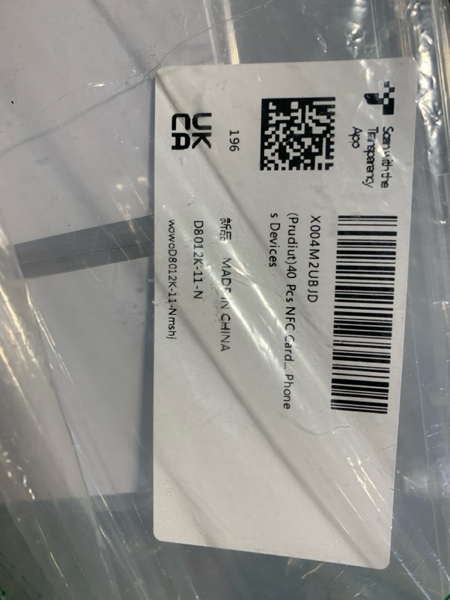 Scan with the
Transparency
App
X004M2UBJD
(Prudiut)40 Pcs NFC Card... Phone
s Devices
新品 MADE IN CHINA
D8012K-11-N
wowoD8012K-11-Nmshj
196
UK
CA